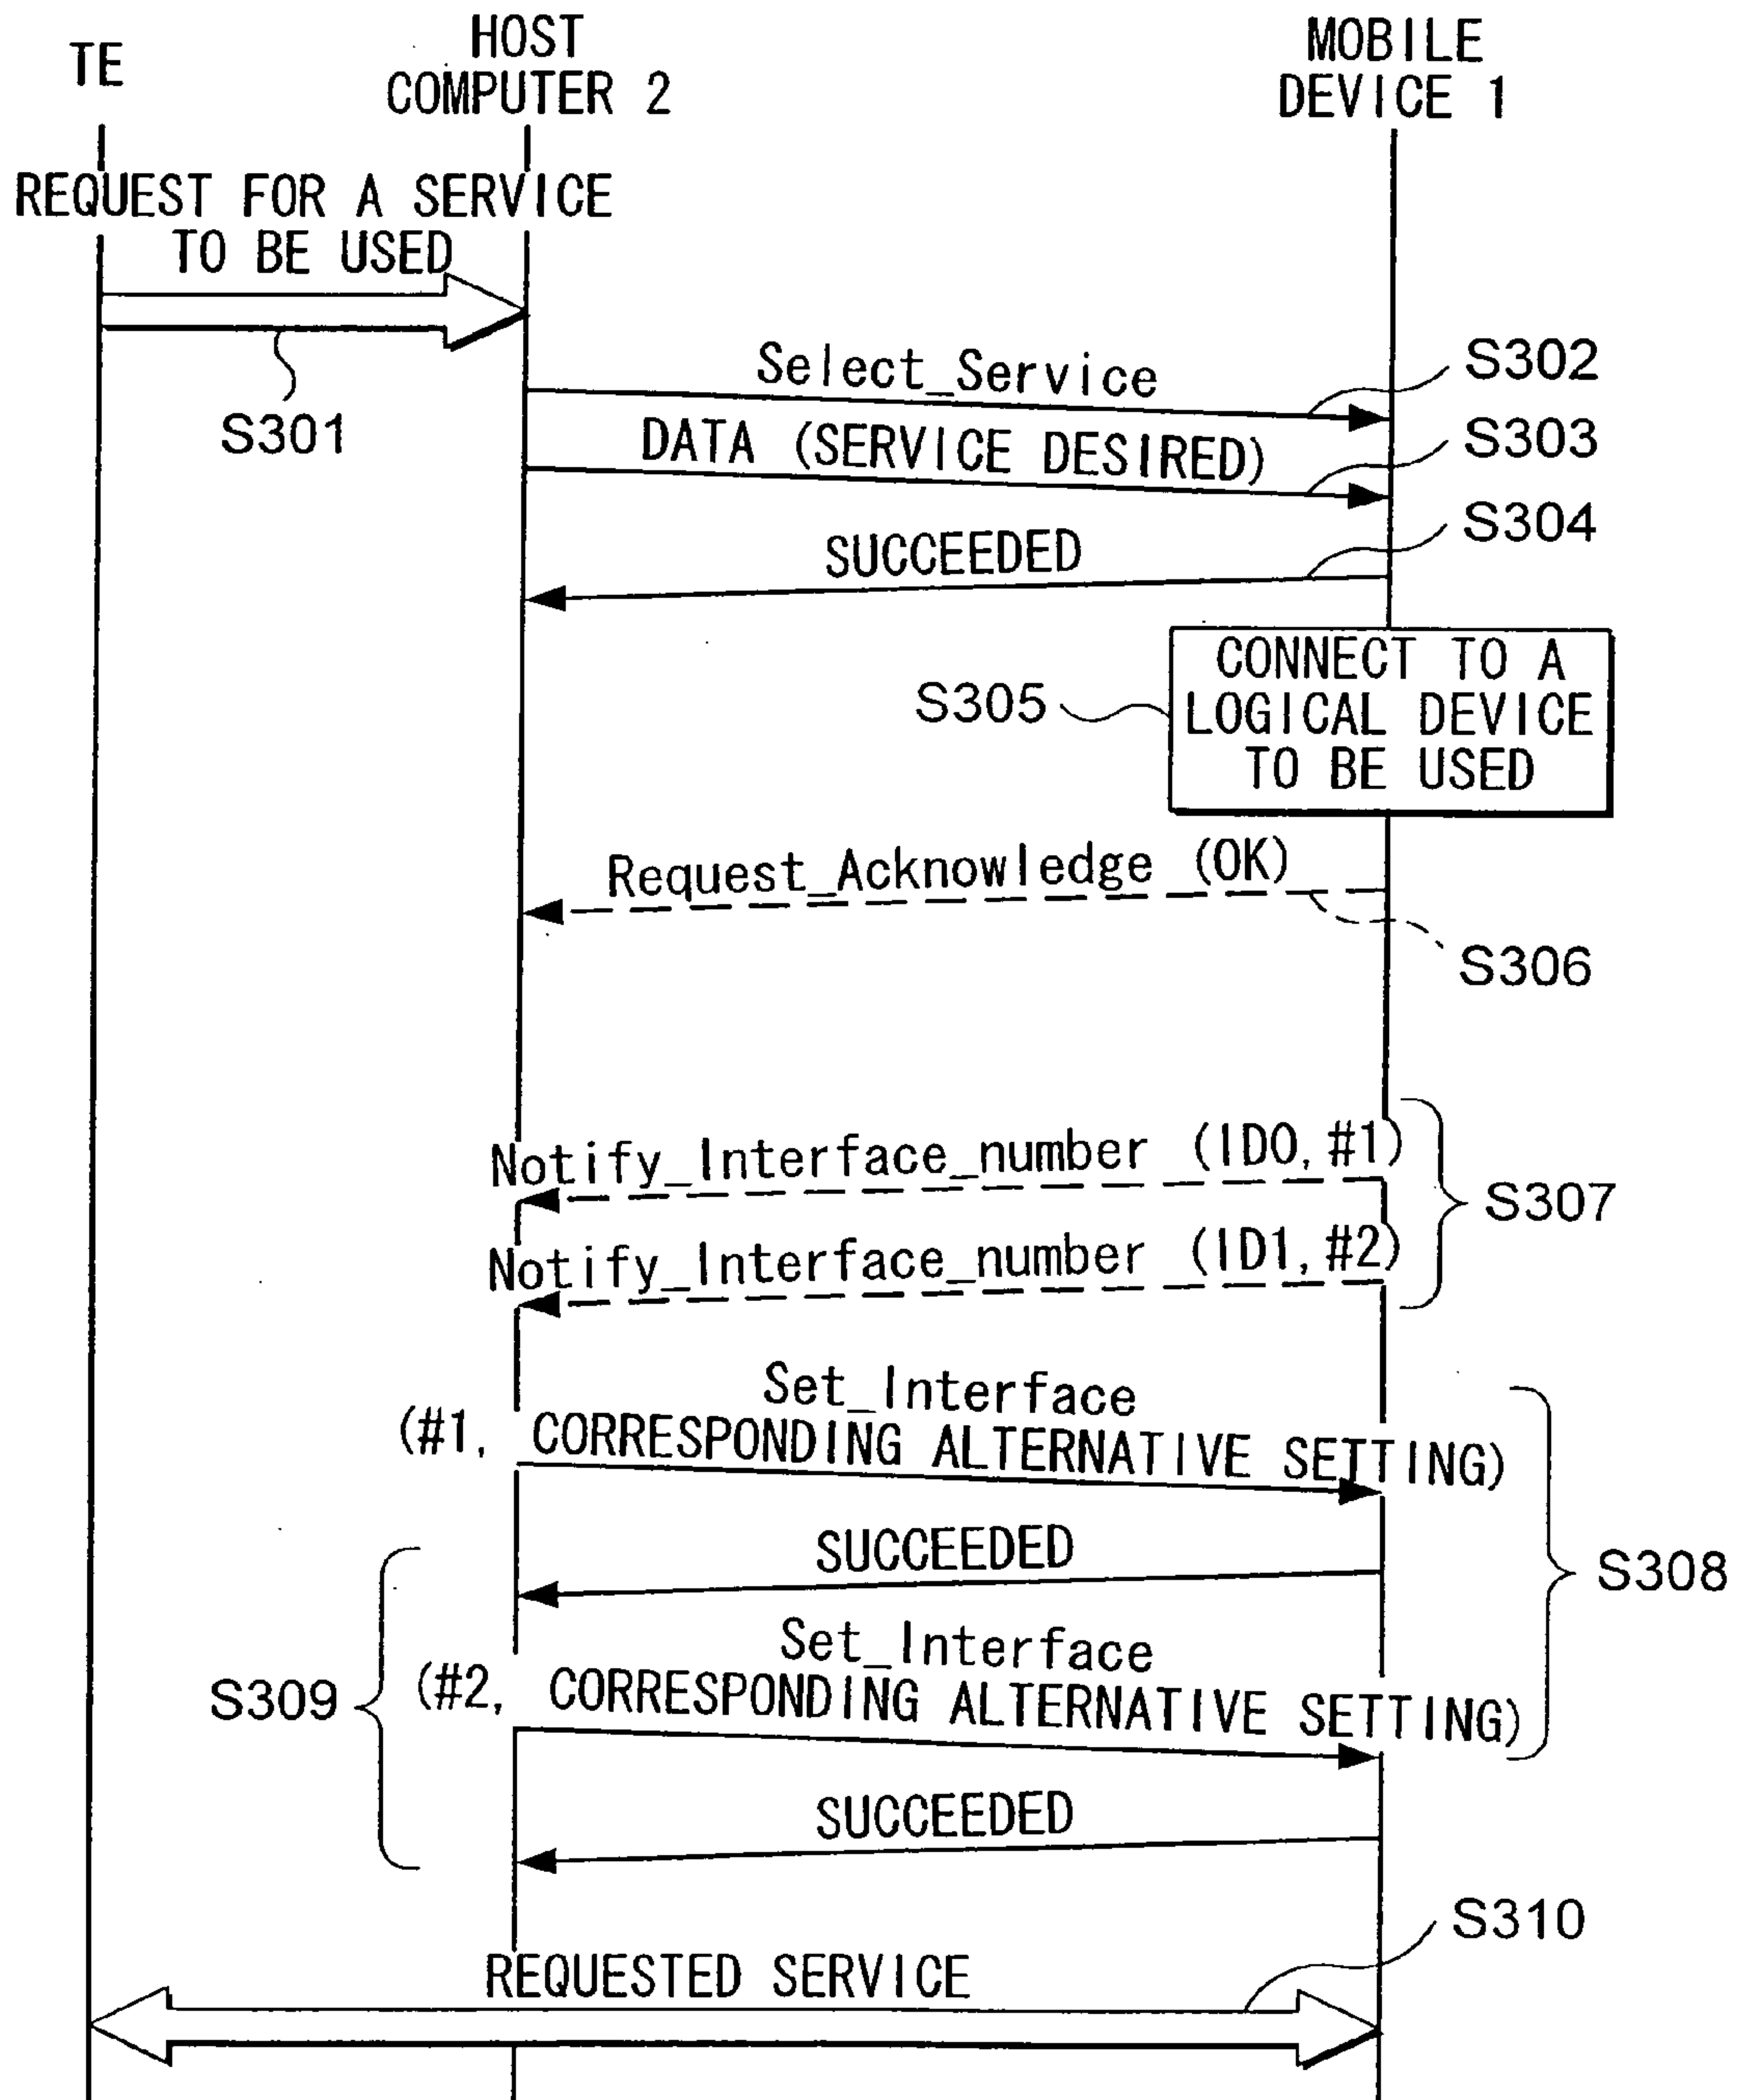 TE
HOST
COMPUTER 2
MOBILE
DEVICE 1
REQUEST FOR A SERVICE
TO BE USED
S301
Select_Service
S302
DATA (SERVICE DESIRED)
S303
SUCCEEDED
S304
CONNECT TO A
LOGICAL DEVICE
TO BE USED
S305
Request_Acknowledge (OK)
S306
Notify_Interface_number (ID0, #1)
Notify_Interface_number (ID1, #2)
S307
Set_Interface
(#1, CORRESPONDING ALTERNATIVE SETTING)
SUCCEEDED
S308
Set_Interface
(#2, CORRESPONDING ALTERNATIVE SETTING)
S309
SUCCEEDED
S310
REQUESTED SERVICE